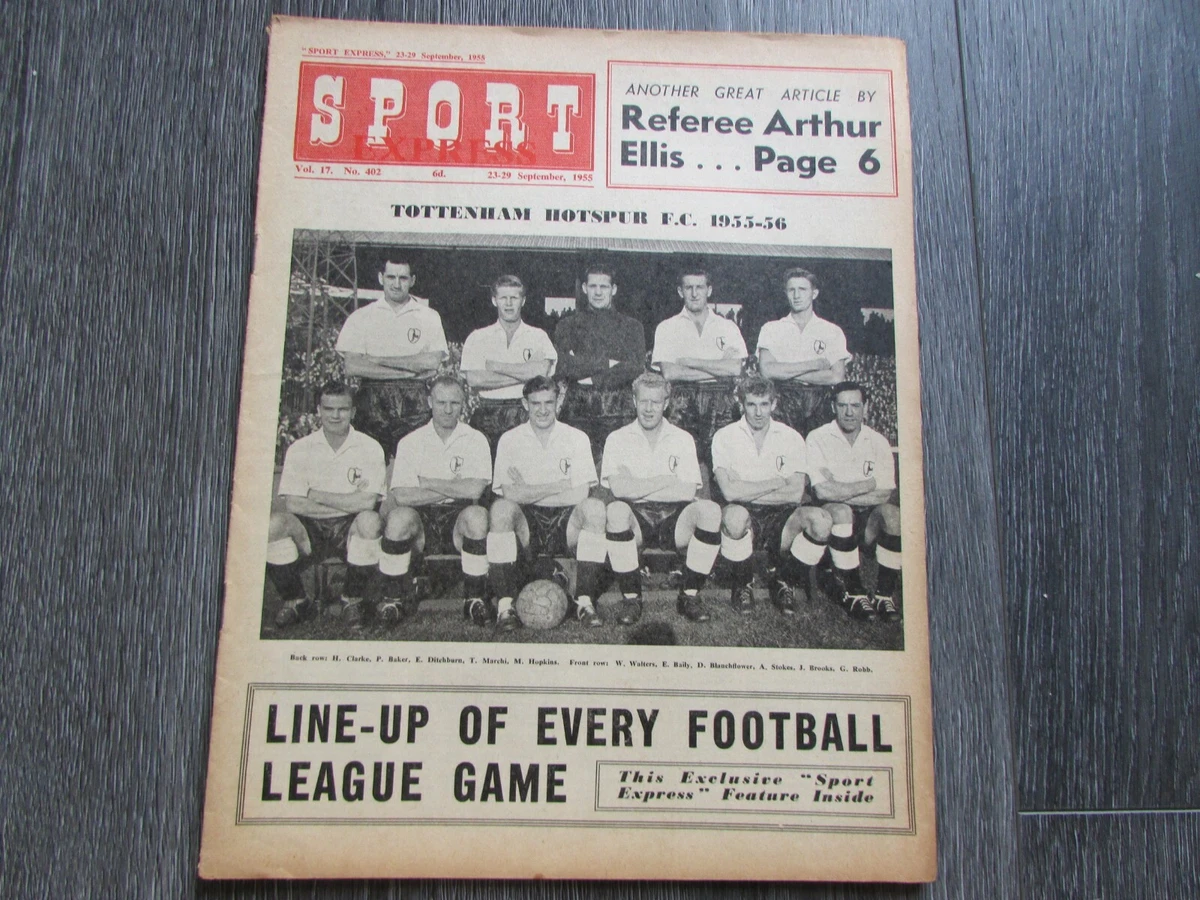 "SPORT EXPRESS," 23-29 September, 1955
SPORT
EXPRESS
Vol. 17. No. 402 6d. 23-29 September, 1955
ANOTHER GREAT ARTICLE BY
Referee Arthur
Ellis . . . Page 6
TOTTENHAM HOTSPUR F.C. 1955-56
Back row: H. Clarke, P. Baker, E. Ditchburn, T. Marchi, M. Hopkins. Front row: W. Walters, E. Baily, D. Blanchflower, A. Stokes, J. Brooks, G. Robb.
LINE-UP OF EVERY FOOTBALL
LEAGUE GAME
This Exclusive "Sport
Express" Feature Inside